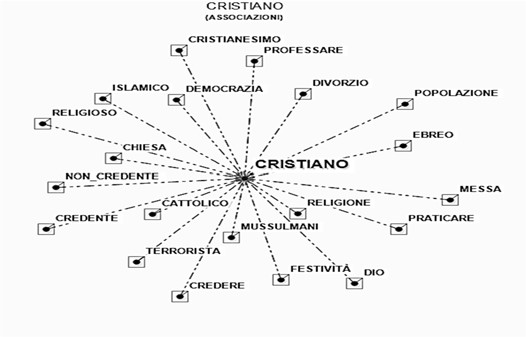 CRISTIANO
(ASSOCIAZIONI)
CRISTIANESIMO
PROFESSARE
ISLAMICO
DEMOCRAZIA
DIVORZIO
POPOLAZIONE
RELIGIOSO
CHIESA
EBREO
CRISTIANO
NON_CREDENTE
MESSA
CATTOLICO
RELIGIONE
CREDENTE
MUSSULMANI
PRATICARE
TERRORISTA
FESTIVITÀ
DIO
CREDERE